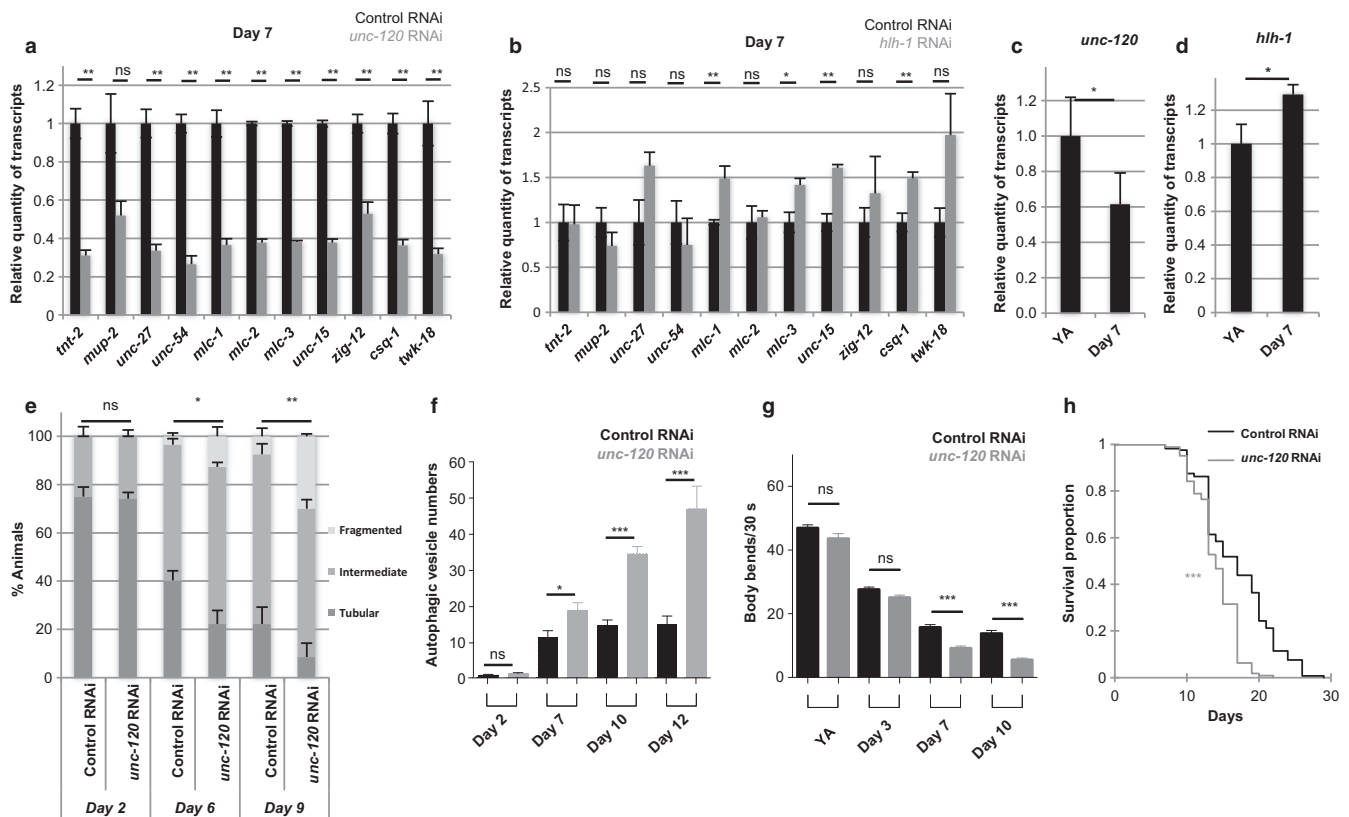 a
Day 7
Control RNAi
unc-120 RNAi
** ns ** ** ** ** ** ** ** ** **
Relative quantity of transcripts
1.2
1
0.8
0.6
0.4
0.2
0
tnt-2 mup-2 unc-27 unc-54 mlc-1 mlc-2 mlc-3 unc-15 zig-12 csq-1 twk-18
b
Day 7
Control RNAi
hlh-1 RNAi
ns ns ns ns ** ns * ** ns ** ns
Relative quantity of transcripts
2.5
2
1.5
1
0.5
0
tnt-2 mup-2 unc-27 unc-54 mlc-1 mlc-2 mlc-3 unc-15 zig-12 csq-1 twk-18
c
unc-120
*
Relative quantity of transcripts
1.2
1.0
0.8
0.6
0.4
0.2
0.0
YA Day 7
d
hlh-1
*
Relative quantity of transcripts
1.2
1
0.8
0.6
0.4
0.2
0
YA Day 7
e
ns * **
% Animals
100
80
60
40
20
0
Fragmented
Intermediate
Tubular
Control RNAi unc-120 RNAi Control RNAi unc-120 RNAi Control RNAi unc-120 RNAi
Day 2 Day 6 Day 9
f
Control RNAi
unc-120 RNAi
Autophagic vesicle numbers
60
50
40
30
20
10
0
ns * *** ***
Day 2 Day 7 Day 10 Day 12
g
Control RNAi
unc-120 RNAi
Body bends/30 s
60
40
20
0
ns ns *** ***
YA Day 3 Day 7 Day 10
h
Control RNAi
unc-120 RNAi
Survival proportion
1
0.8
0.6
0.4
0.2
0
***
0 10 20 29
Days